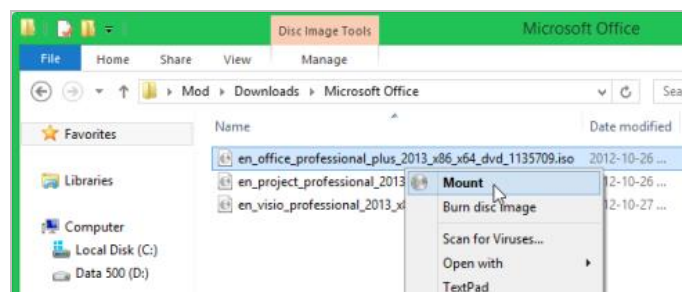 Disc Image Tools
Microsoft Office
File Home Share View Manage
Mod Downloads Microsoft Office
Sea
Favorites
Name Date modified
en_office_professional_plus_2013_x86_x64_dvd_1135709.iso 2012-10-26 ...
Libraries
en_project_professional_2013 12-10-26 ...
Mount
en_visio_professional_2013_x 12-10-27 ...
Burn disc image
Computer
Local Disk (C:)
Scan for Viruses...
Data 500 (D:)
Open with
TextPad